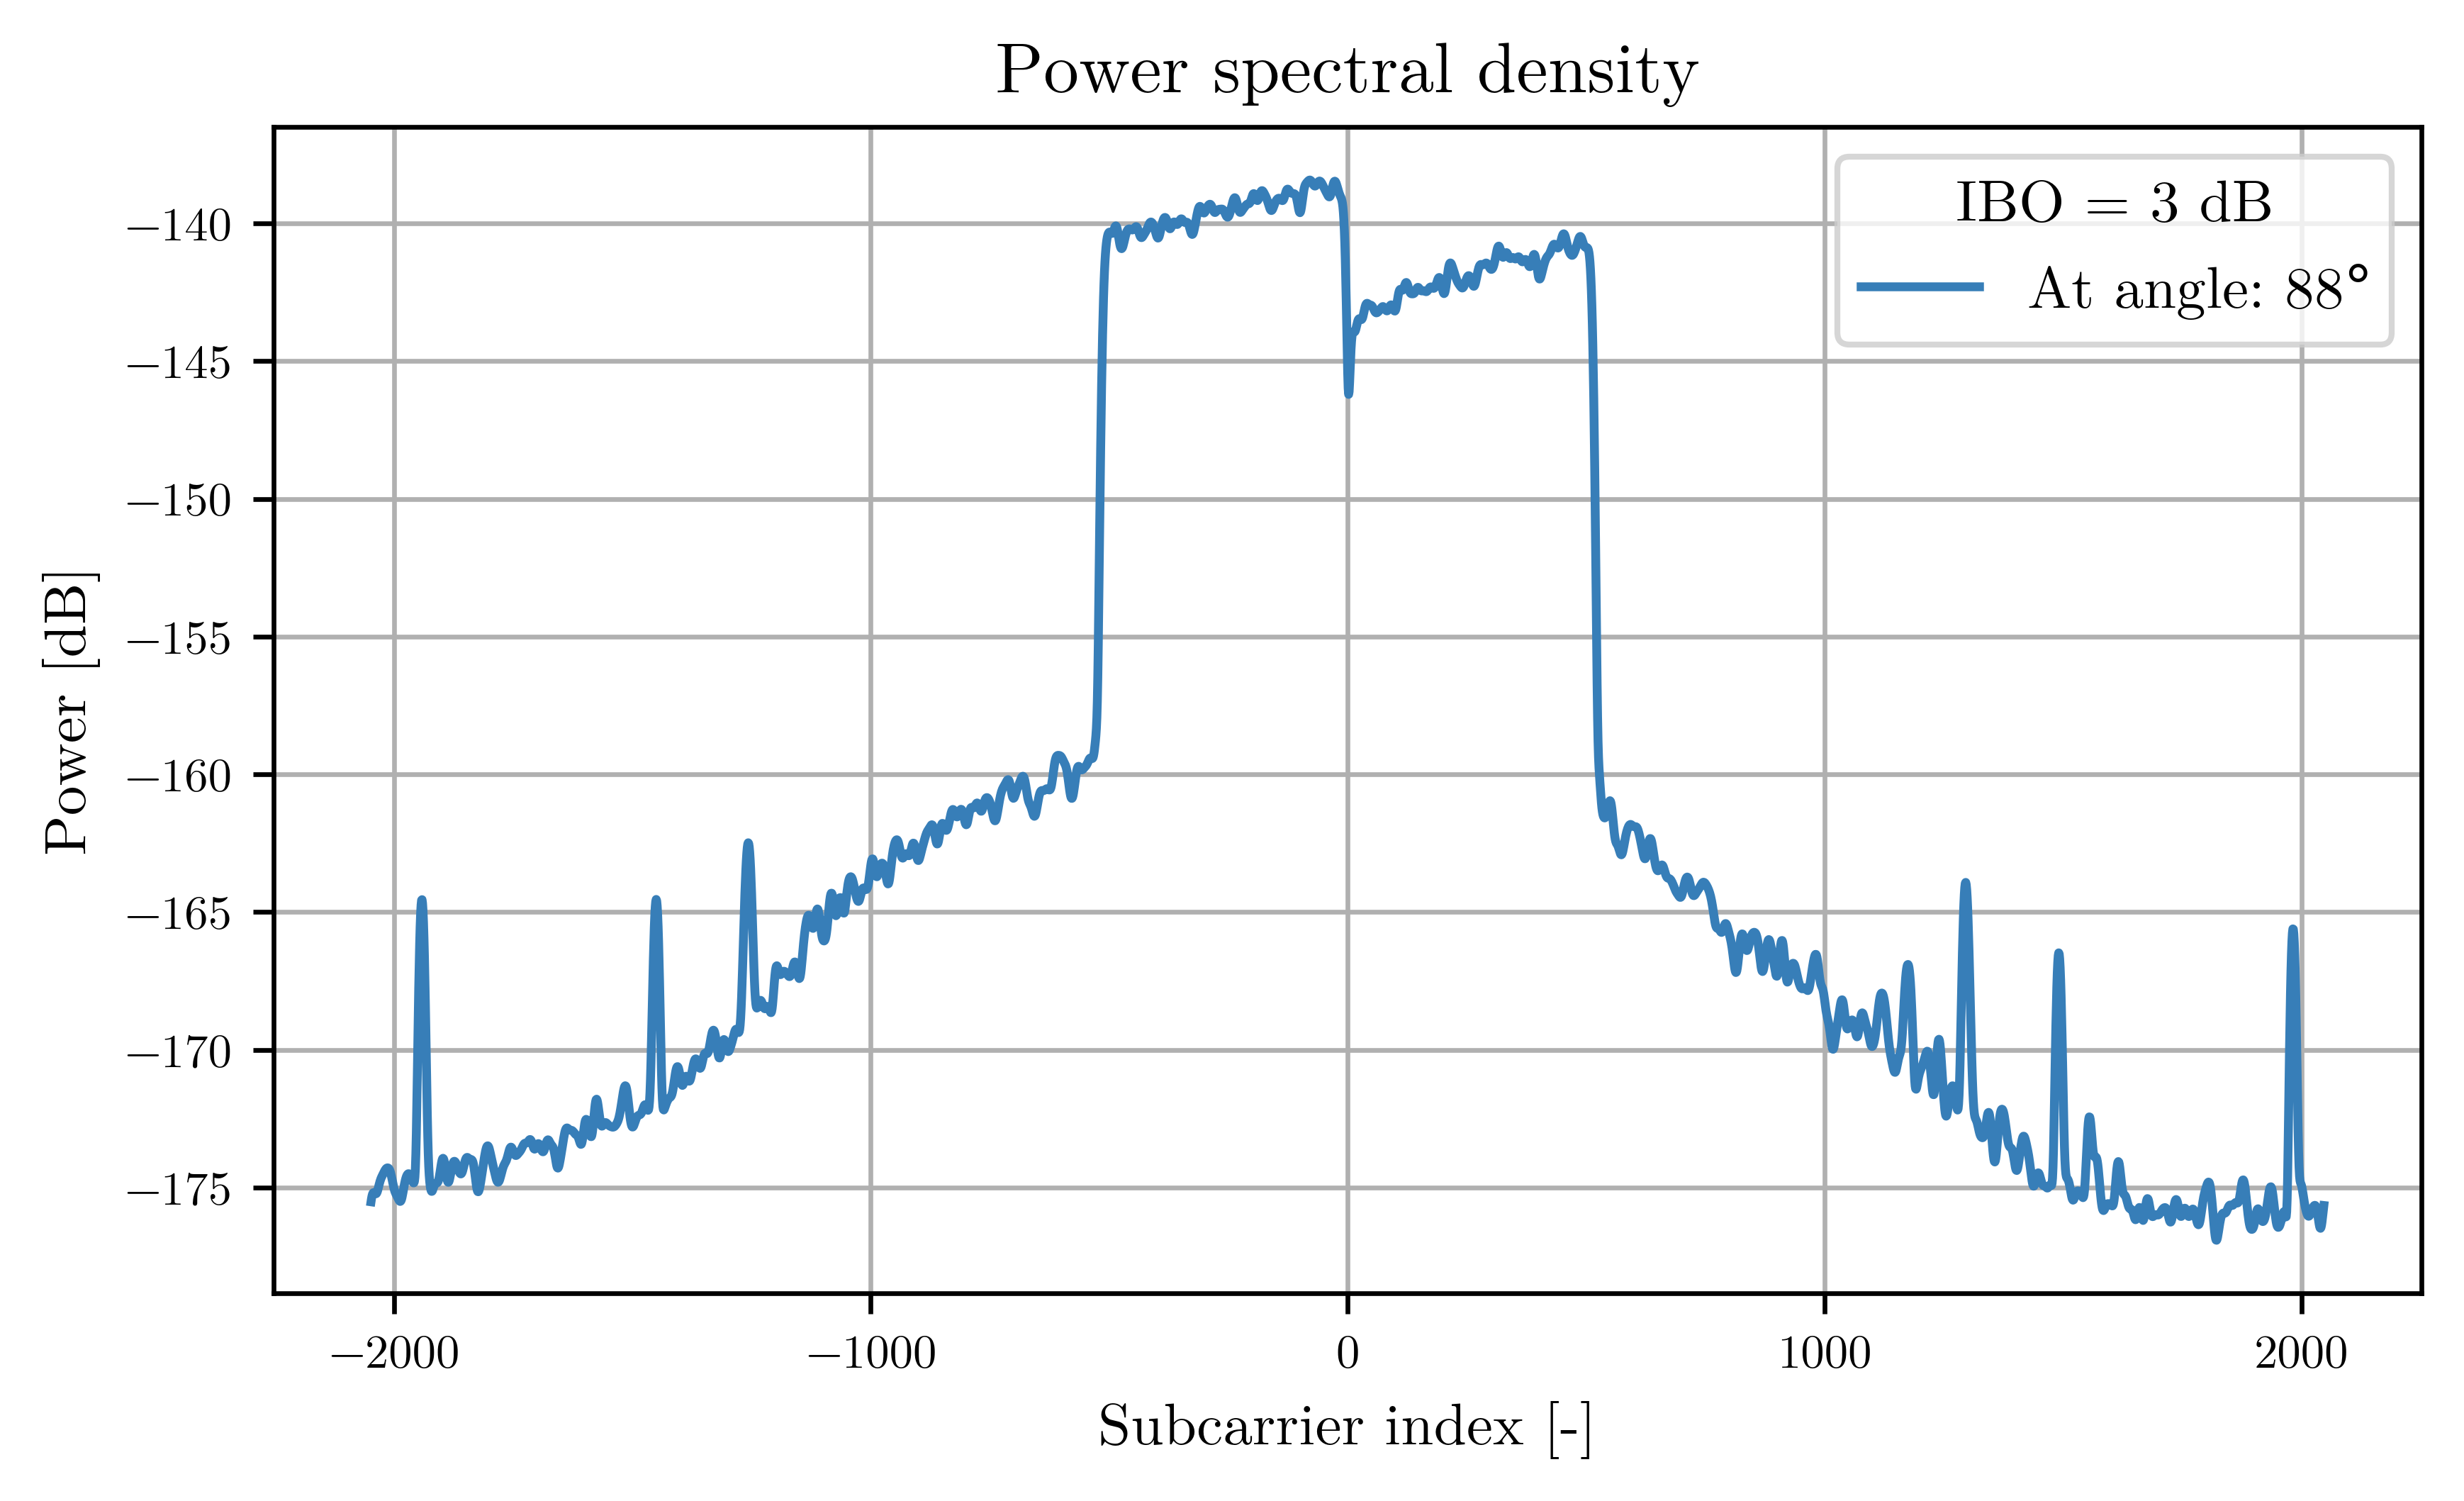 Power spectral density
IBO = 3 dB
At angle: 88°
Power [dB]
−140
−145
−150
−155
−160
−165
−170
−175
−2000
−1000
0
1000
2000
Subcarrier index [-]